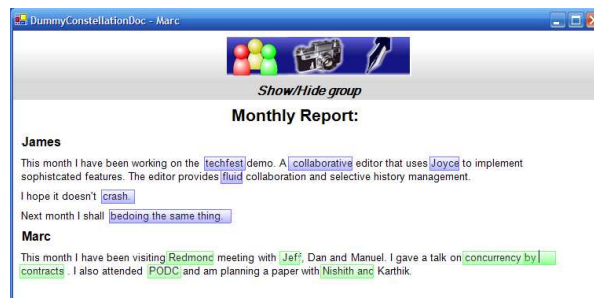 DummyConstellationDoc - Marc
Show/Hide group
Monthly Report:
James
This month I have been working on the techfest demo. A collaborative editor that uses Joyce to implement
sophistcated features. The editor provides fluid collaboration and selective history management.
I hope it doesn't crash.
Next month I shall bedoing the same thing.
Marc
This month I have been visiting Redmond meeting with Jeff, Dan and Manuel. I gave a talk on concurrency by
contracts . I also attended PODC and am planning a paper with Nishith and Karthik.